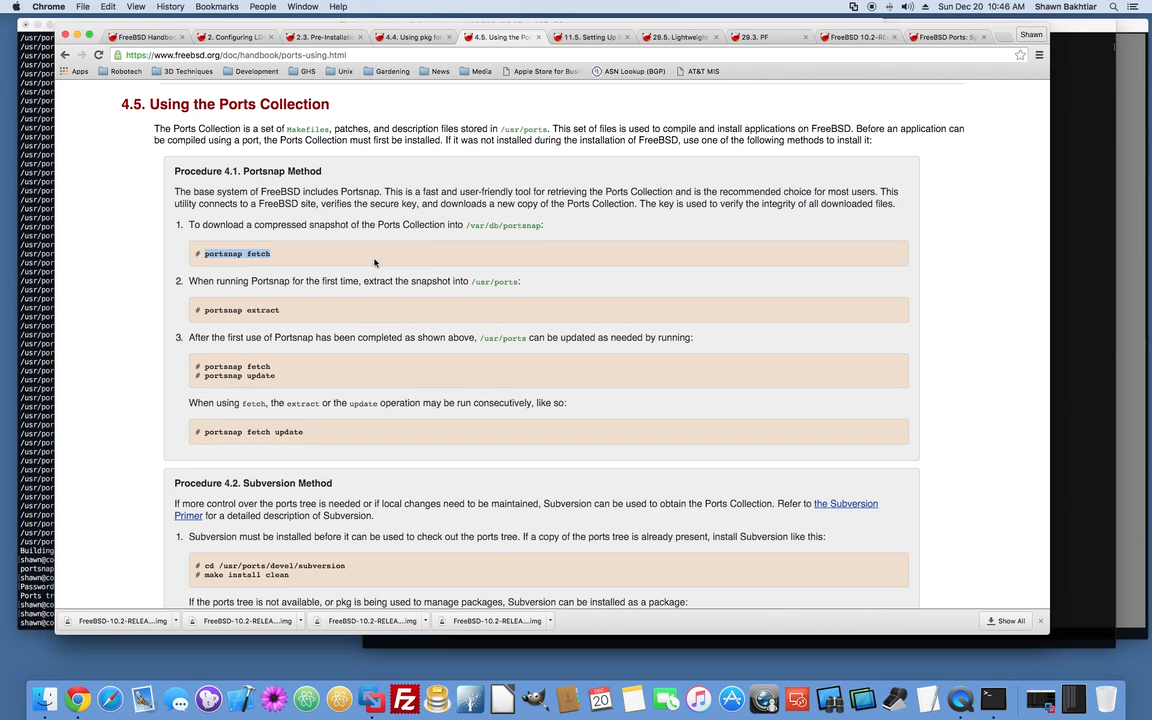 Chrome File Edit View History Bookmarks People Window Help Sun Dec 20 10:46 AM Shawn Bakhtiar
FreeBSD Handbo 2. Configuring LD 2.3. Pre-Installati 4.4. Using pkg fo 4.5. Using the Por 11.5. Setting Up 28.5. Lightweight 29.3. PF FreeBSD 10.2-REL FreeBSD Ports: Sy Shawn
https://www.freebsd.org/doc/handbook/ports-using.html
Apps Robotech 3D Techniques Development GHS Unix Gardening News Media Apple Store for Busi ASN Lookup (BGP) AT&T MIS
4.5. Using the Ports Collection
The Ports Collection is a set of Makefiles, patches, and description files stored in /usr/ports. This set of files is used to compile and install applications on FreeBSD. Before an application can
be compiled using a port, the Ports Collection must first be installed. If it was not installed during the installation of FreeBSD, use one of the following methods to install it:
Procedure 4.1. Portsnap Method
The base system of FreeBSD includes Portsnap. This is a fast and user-friendly tool for retrieving the Ports Collection and is the recommended choice for most users. This
utility connects to a FreeBSD site, verifies the secure key, and downloads a new copy of the Ports Collection. The key is used to verify the integrity of all downloaded files.
1. To download a compressed snapshot of the Ports Collection into /var/db/portsnap:
# portsnap fetch
2. When running Portsnap for the first time, extract the snapshot into /usr/ports:
# portsnap extract
3. After the first use of Portsnap has been completed as shown above, /usr/ports can be updated as needed by running:
# portsnap fetch
# portsnap update
When using fetch, the extract or the update operation may be run consecutively, like so:
# portsnap fetch update
Procedure 4.2. Subversion Method
If more control over the ports tree is needed or if local changes need to be maintained, Subversion can be used to obtain the Ports Collection. Refer to the Subversion
Primer for a detailed description of Subversion.
1. Subversion must be installed before it can be used to check out the ports tree. If a copy of the ports tree is already present, install Subversion like this:
# cd /usr/ports/devel/subversion
# make install clean
If the ports tree is not available, or pkg is being used to manage packages, Subversion can be installed as a package:
Building
portsnap
[shawn@co
Password
Ports tr
[shawn@co
[shawn@co
FreeBSD-10.2-RELEA....img FreeBSD-10.2-RELEA....img FreeBSD-10.2-RELEA....img FreeBSD-10.2-RELEA....img Show All